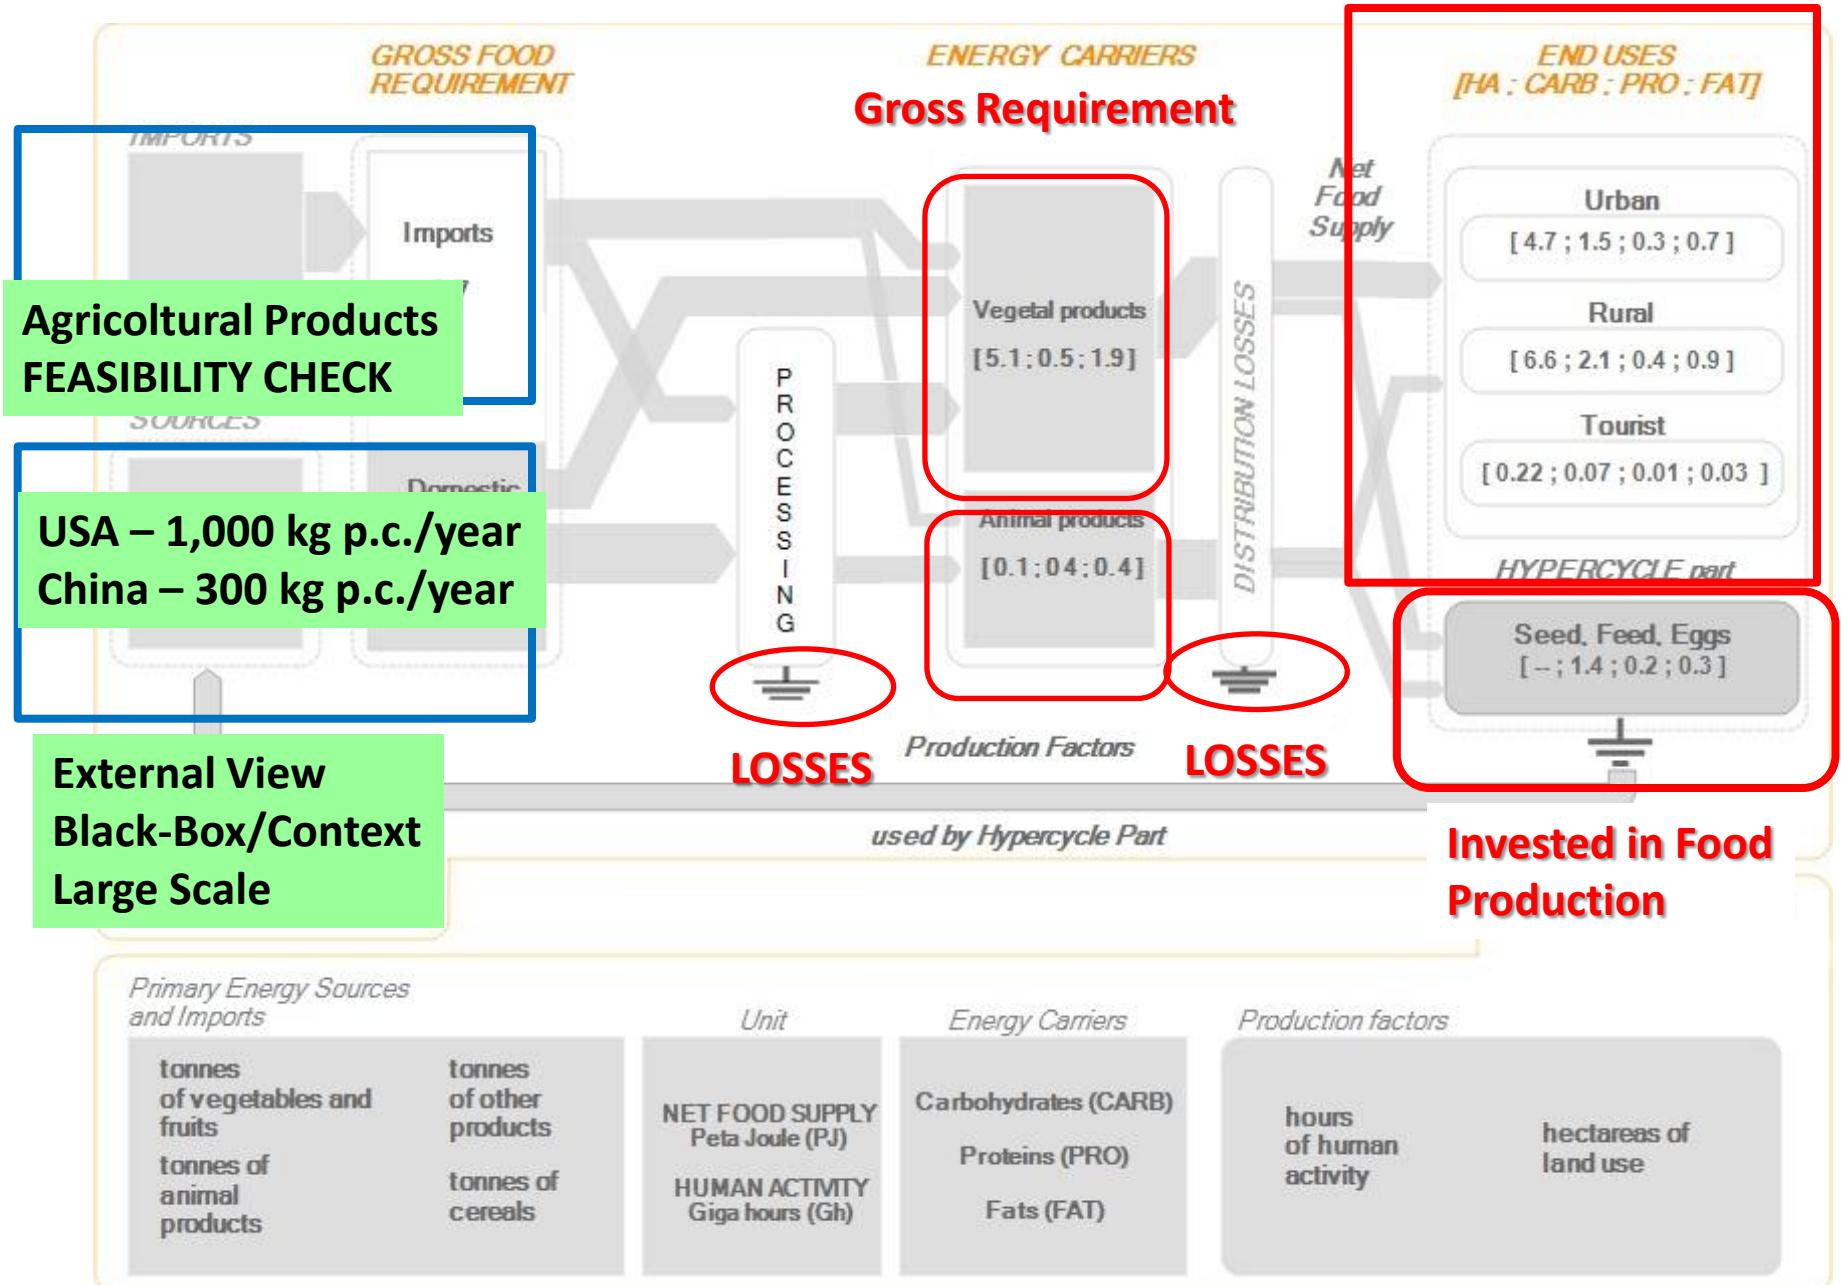 GROSS FOOD
REQUIREMENT
ENERGY CARRIERS
Gross Requirement
END USES
[HA : CARB : PRO : FAT]
IMPORTS
Imports
Agricoltural Products
FEASIBILITY CHECK
SOURCES
Domestic
USA – 1,000 kg p.c./year
China – 300 kg p.c./year
External View
Black-Box/Context
Large Scale
PROCESSING
LOSSES
Vegetal products
[5.1;0.5;1.9]
Animal products
[0.1;04;0.4]
DISTRIBUTION LOSSES
LOSSES
Net
Food
Supply
Urban
[ 4.7 ; 1.5 ; 0.3 ; 0.7 ]
Rural
[ 6.6 ; 2.1 ; 0.4 ; 0.9 ]
Tourist
[ 0.22 ; 0.07 ; 0.01 ; 0.03 ]
HYPERCYCLE part
Seed, Feed, Eggs
[ -- ; 1.4 ; 0.2 ; 0.3 ]
Invested in Food
Production
Production Factors
used by Hypercycle Part
Primary Energy Sources
and Imports
tonnes
of vegetables and
fruits
tonnes of
animal
products
tonnes
of other
products
tonnes of
cereals
Unit
NET FOOD SUPPLY
Peta Joule (PJ)
HUMAN ACTIVITY
Giga hours (Gh)
Energy Carriers
Carbohydrates (CARB)
Proteins (PRO)
Fats (FAT)
Production factors
hours
of human
activity
hectareas of
land use